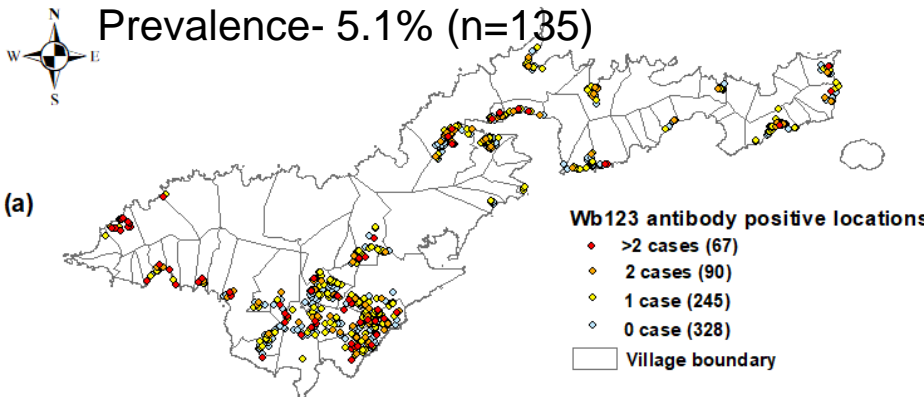 Prevalence- 5.1% (n=135)
N
W E
S
(a)
Wb123 antibody positive locations
>2 cases (67)
2 cases (90)
1 case (245)
0 case (328)
Village boundary